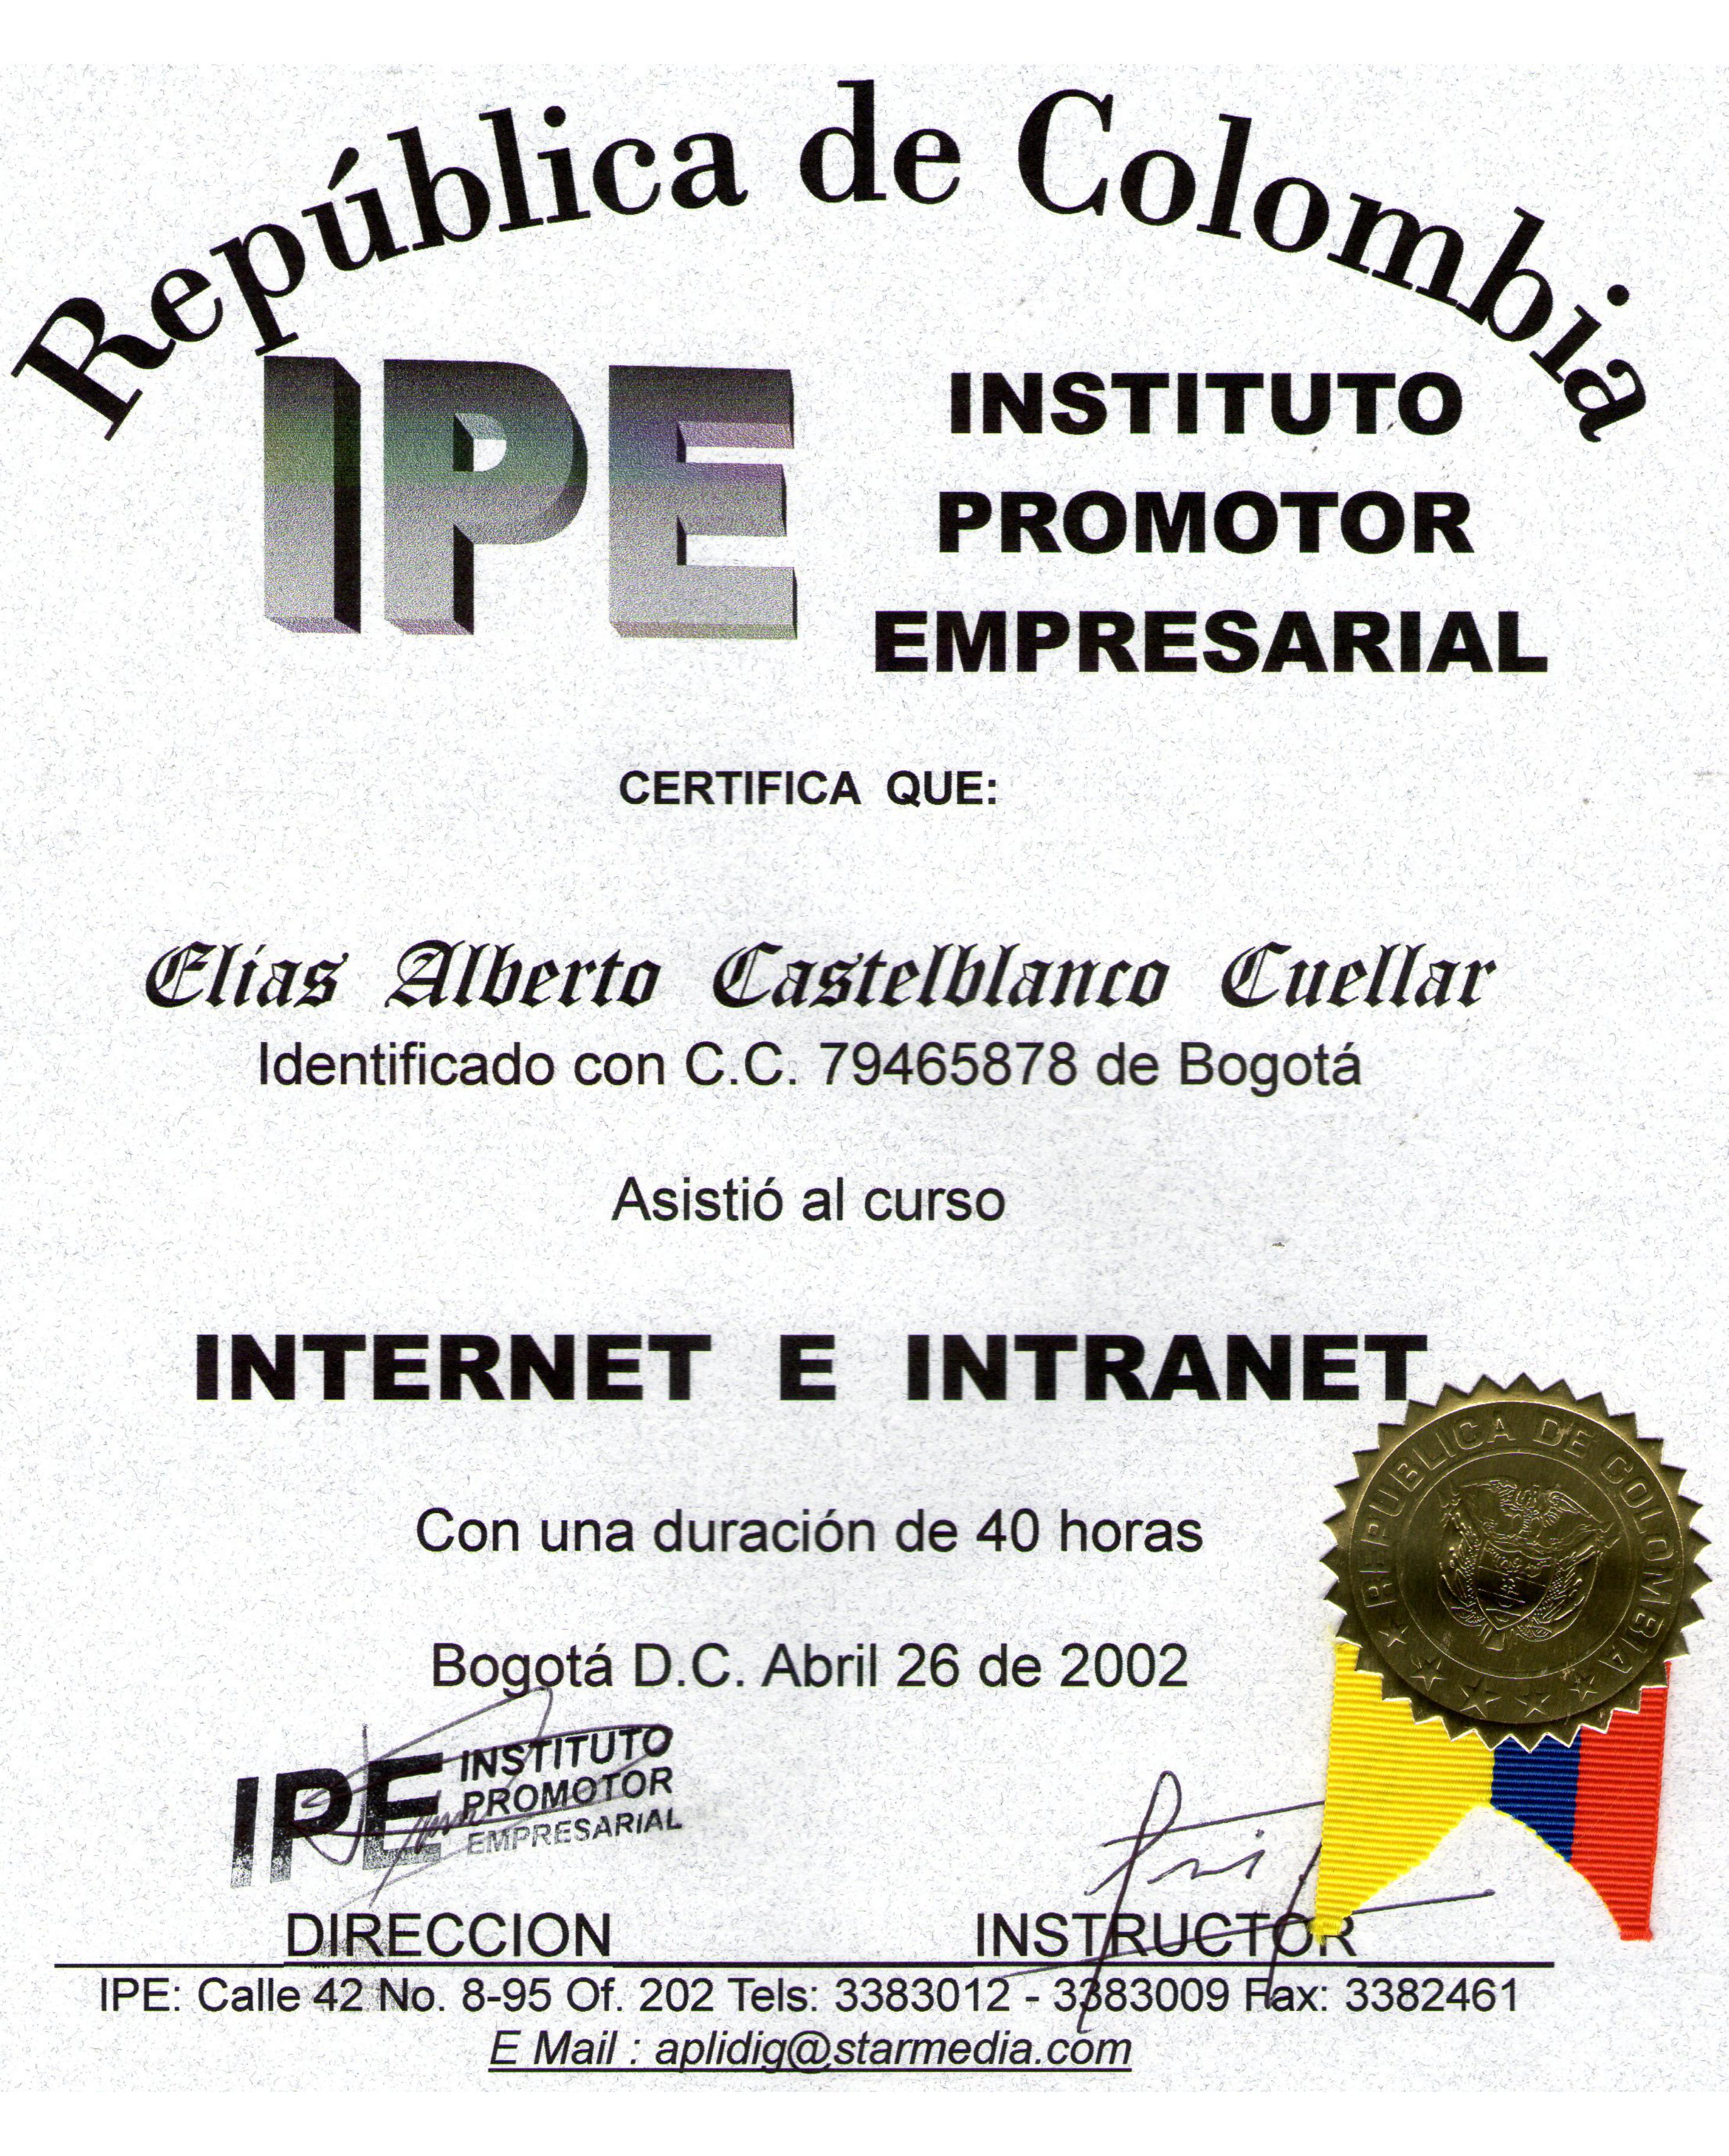 República de Colombia
IPE
INSTITUTO
PROMOTOR
EMPRESARIAL
CERTIFICA QUE:
Elías Alberto Castelblanco Cuellar
Identificado con C.C. 79465878 de Bogotá
Asistió al curso
INTERNET E INTRANET
Con una duración de 40 horas
REPUBLICA DE COLOMBIA
Bogotá D.C. Abril 26 de 2002
IPE
INSTITUTO
PROMOTOR
EMPRESARIAL
DIRECCION INSTRUCTOR
IPE: Calle 42 No. 8-95 Of. 202 Tels: 3383012 - 3383009 Fax: 3382461
E Mail : aplidig@starmedia.com